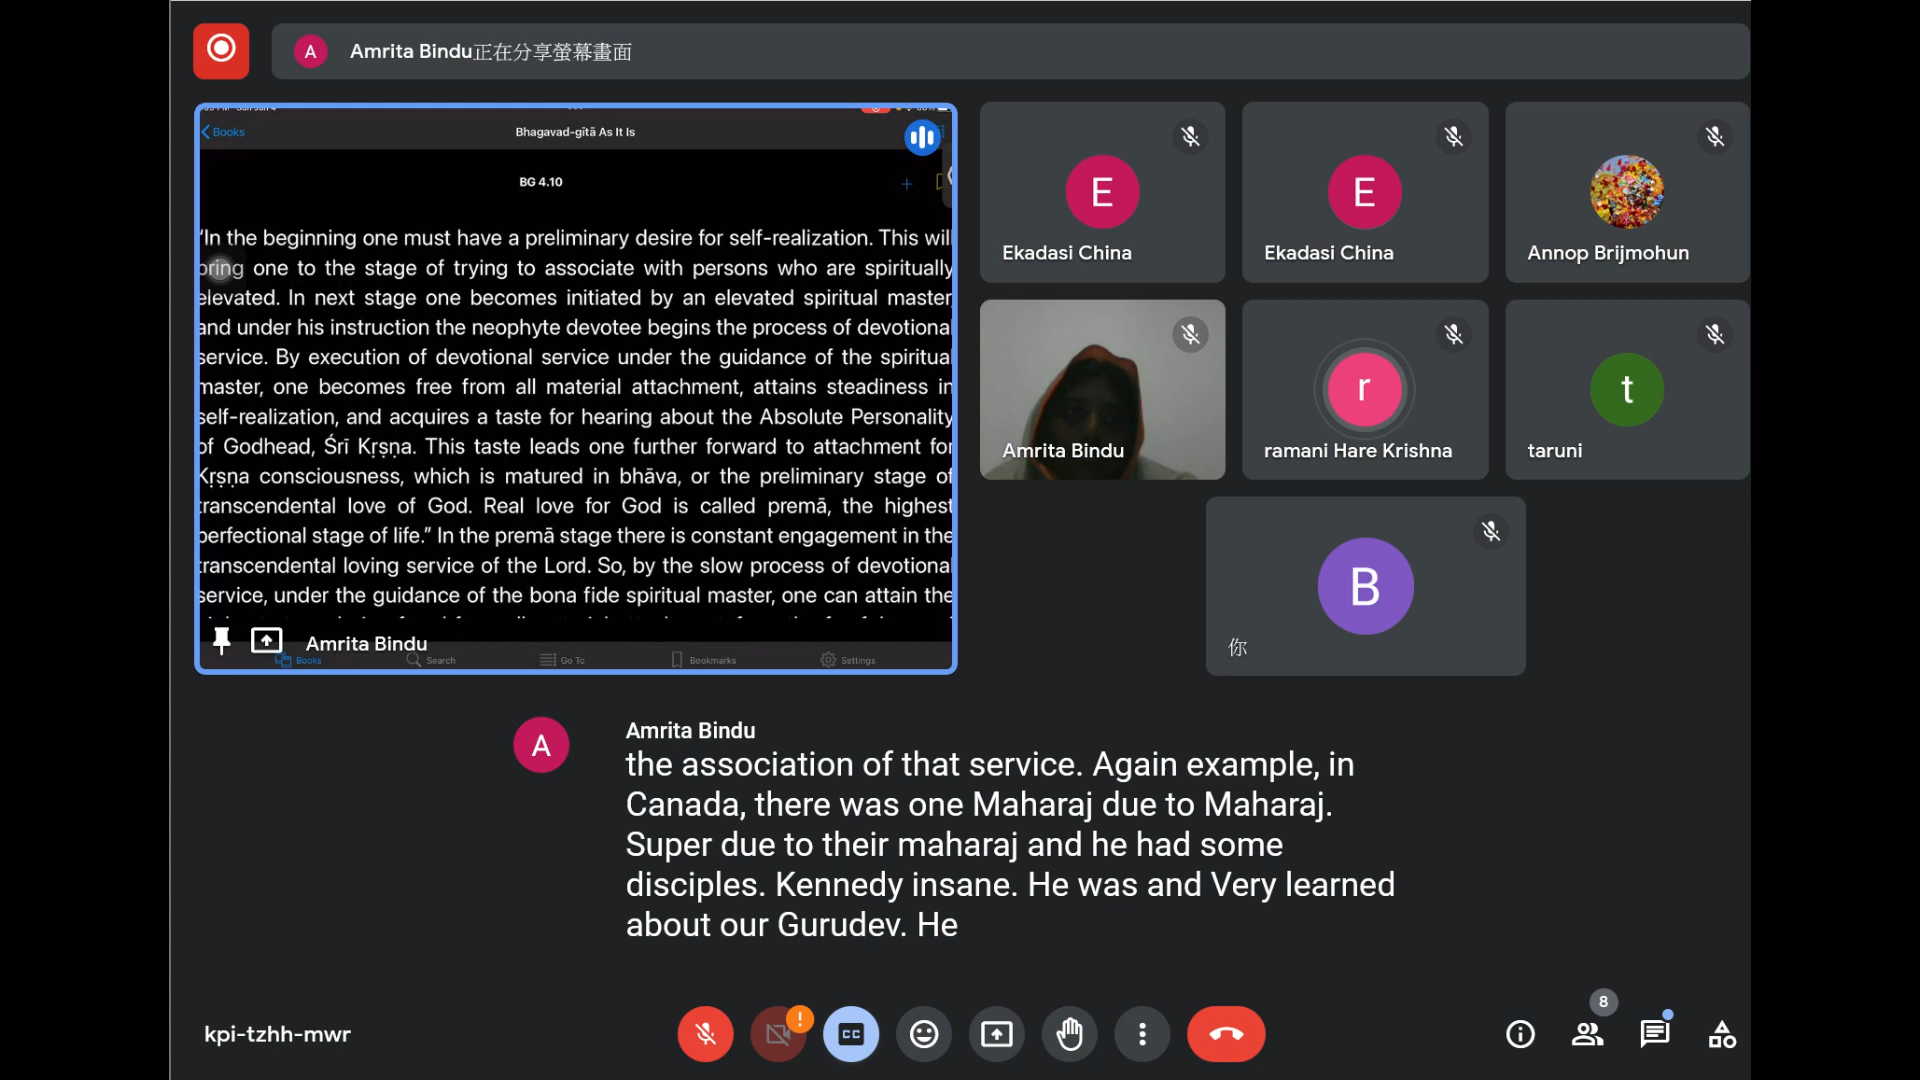 A Amrita Bindu正在分享螢幕畫面
Books
Bhagavad-gītā As It Is
BG 4.10
“In the beginning one must have a preliminary desire for self-realization. This will
bring one to the stage of trying to associate with persons who are spiritually
elevated. In next stage one becomes initiated by an elevated spiritual master
and under his instruction the neophyte devotee begins the process of devotional
service. By execution of devotional service under the guidance of the spiritual
master, one becomes free from all material attachment, attains steadiness in
self-realization, and acquires a taste for hearing about the Absolute Personality
of Godhead, Śrī Kṛṣṇa. This taste leads one further forward to attachment for
Kṛṣṇa consciousness, which is matured in bhāva, or the preliminary stage of
transcendental love of God. Real love for God is called premā, the highest
perfectional stage of life.” In the premā stage there is constant engagement in the
transcendental loving service of the Lord. So, by the slow process of devotional
service, under the guidance of the bona fide spiritual master, one can attain the
Amrita Bindu
Books Search Go To Bookmarks Settings
E
Ekadasi China
E
Ekadasi China
Annop Brijmohun
Amrita Bindu
r
ramani Hare Krishna
t
taruni
B
你
A
Amrita Bindu
the association of that service. Again example, in
Canada, there was one Maharaj due to Maharaj.
Super due to their maharaj and he had some
disciples. Kennedy insane. He was and Very learned
about our Gurudev. He
kpi-tzhh-mwr
!
CC
8